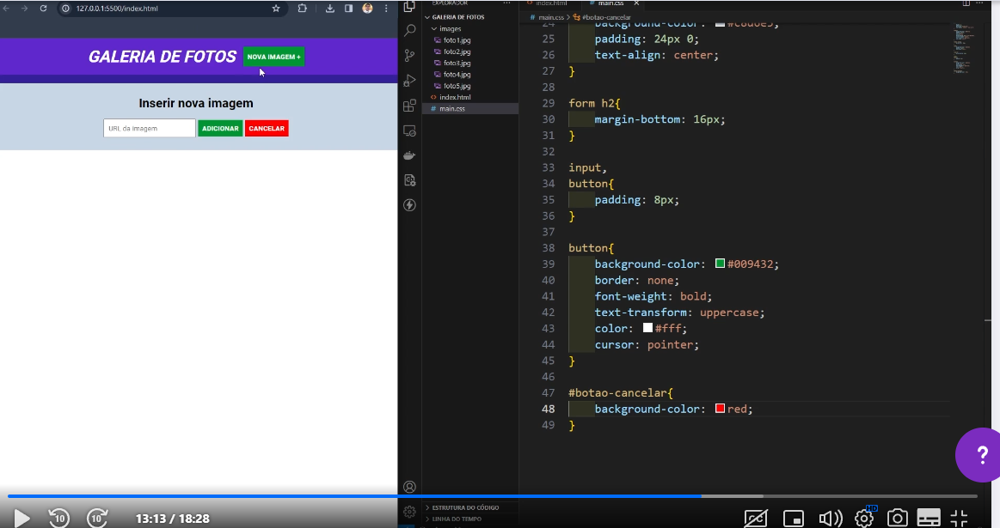 127.0.0.1:5500/index.html
GALERIA DE FOTOS
NOVA IMAGEM +
Inserir nova imagem
URL da imagem
ADICIONAR
CANCELAR
EXPLORADOR
GALERIA DE FOTOS
images
foto1.jpg
foto2.jpg
foto3.jpg
foto4.jpg
foto5.jpg
index.html
# main.css
ESTRUTURA DO CÓDIGO
LINHA DO TEMPO
index.html
# main.css
# main.css > #botao-cancelar
24 background-color: #c8d6e5;
25 padding: 24px 0;
26 text-align: center;
27 }
28
29 form h2{
30 margin-bottom: 16px;
31 }
32
33 input,
34 button{
35 padding: 8px;
36 }
37
38 button{
39 background-color: #009432;
40 border: none;
41 font-weight: bold;
42 text-transform: uppercase;
43 color: #fff;
44 cursor: pointer;
45 }
46
47 #botao-cancelar{
48 background-color: red;
49 }
?
10
10
13:13 / 18:28